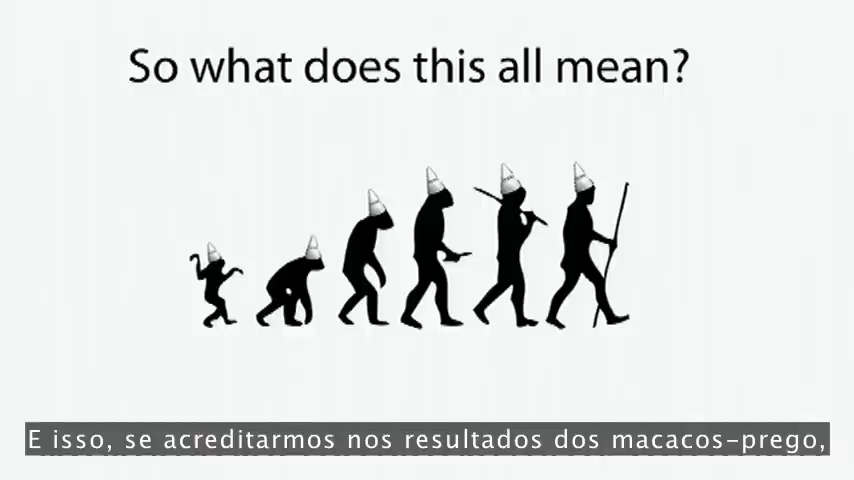 So what does this all mean?
E isso, se acreditarmos nos resultados dos macacos-prego,